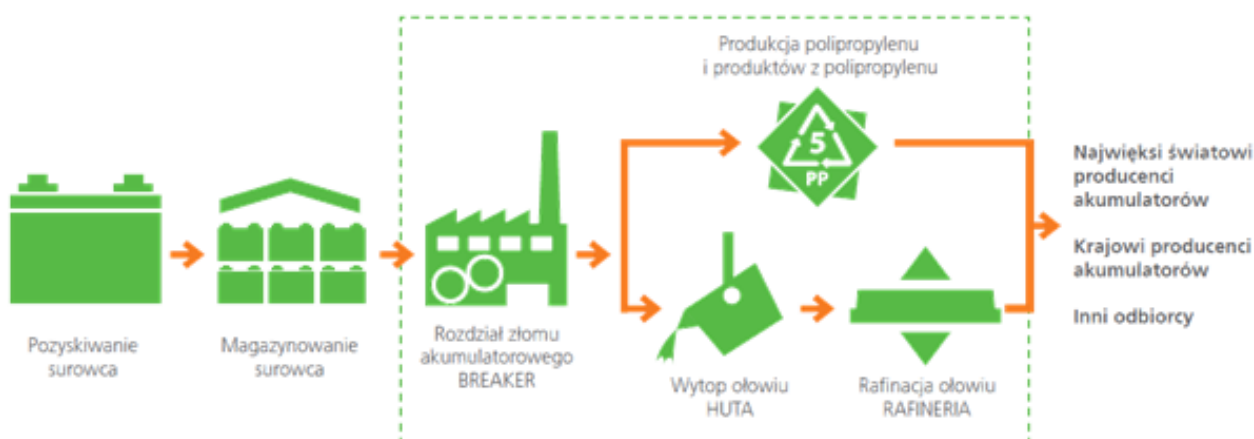 Produkcja polipropylenu
i produktów z polipropylenu
5
PP
Najwięksi światowi
producenci
akumulatorów
Krajowi producenci
akumulatorów
Inni odbiorcy
Pozyskiwanie
surowca
Magazynowanie
surowca
Rozdział złomu
akumulatorowego
BREAKER
Wytop ołowiu
HUTA
Rafinacja ołowiu
RAFINERIA